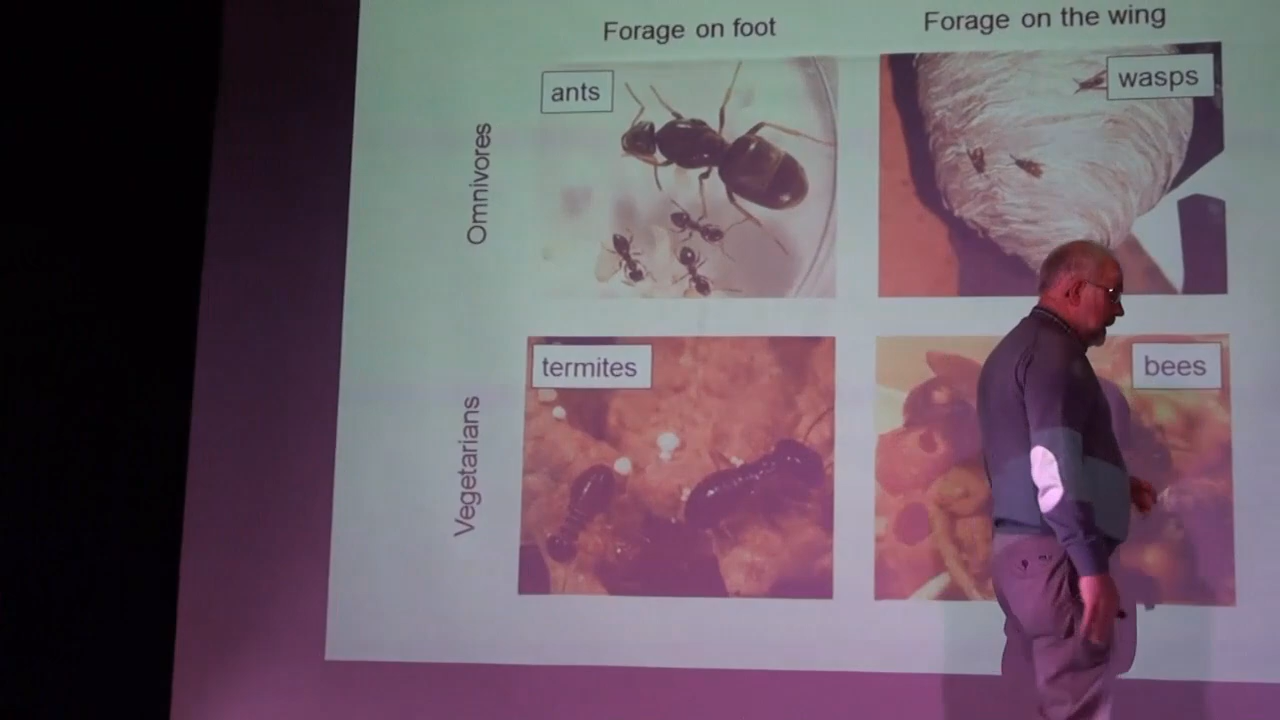 Forage on foot
Forage on the wing
Omnivores
ants
wasps
Vegetarians
termites
bees